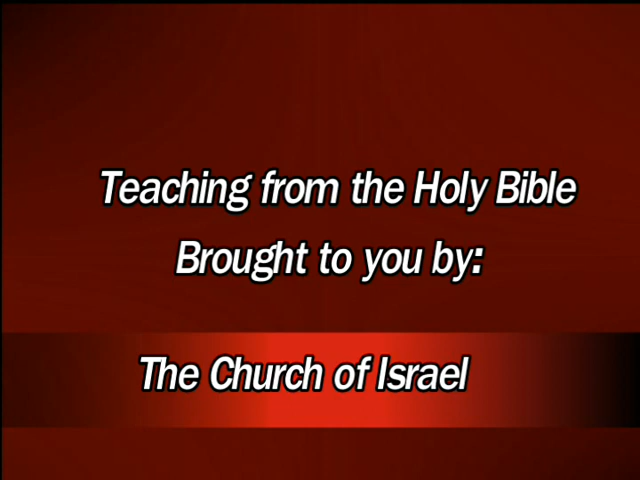 Teaching from the Holy Bible
Brought to you by:
The Church of Israel